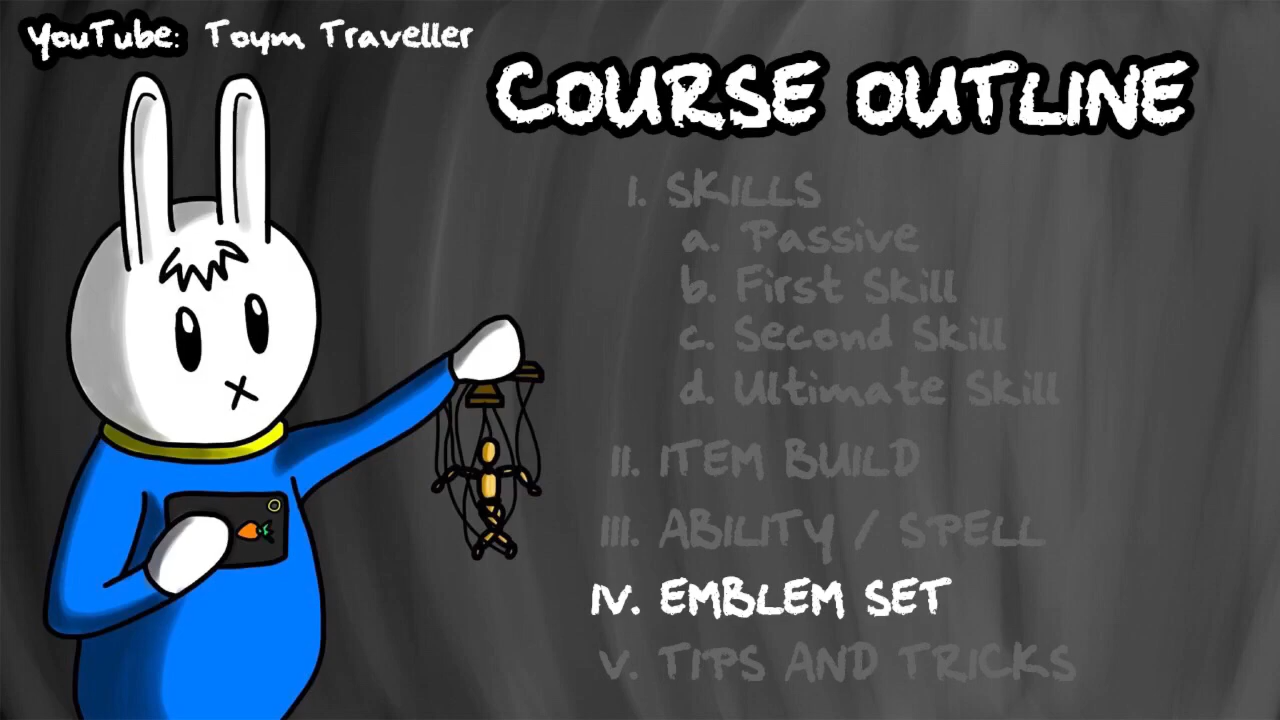 YouTube: Toym Traveller
COURSE OUTLINE
I. SKILLS
a. Passive
b. First Skill
c. Second Skill
d. Ultimate Skill
II. ITEM BUILD
III. ABILITY / SPELL
IV. EMBLEM SET
V. TIPS AND TRICKS